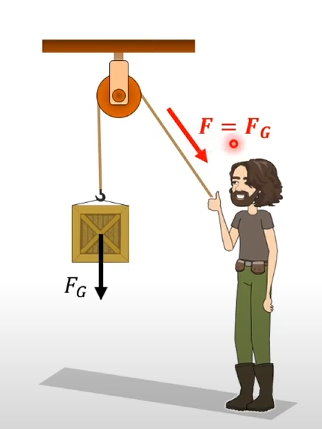 F = F_G
F_G